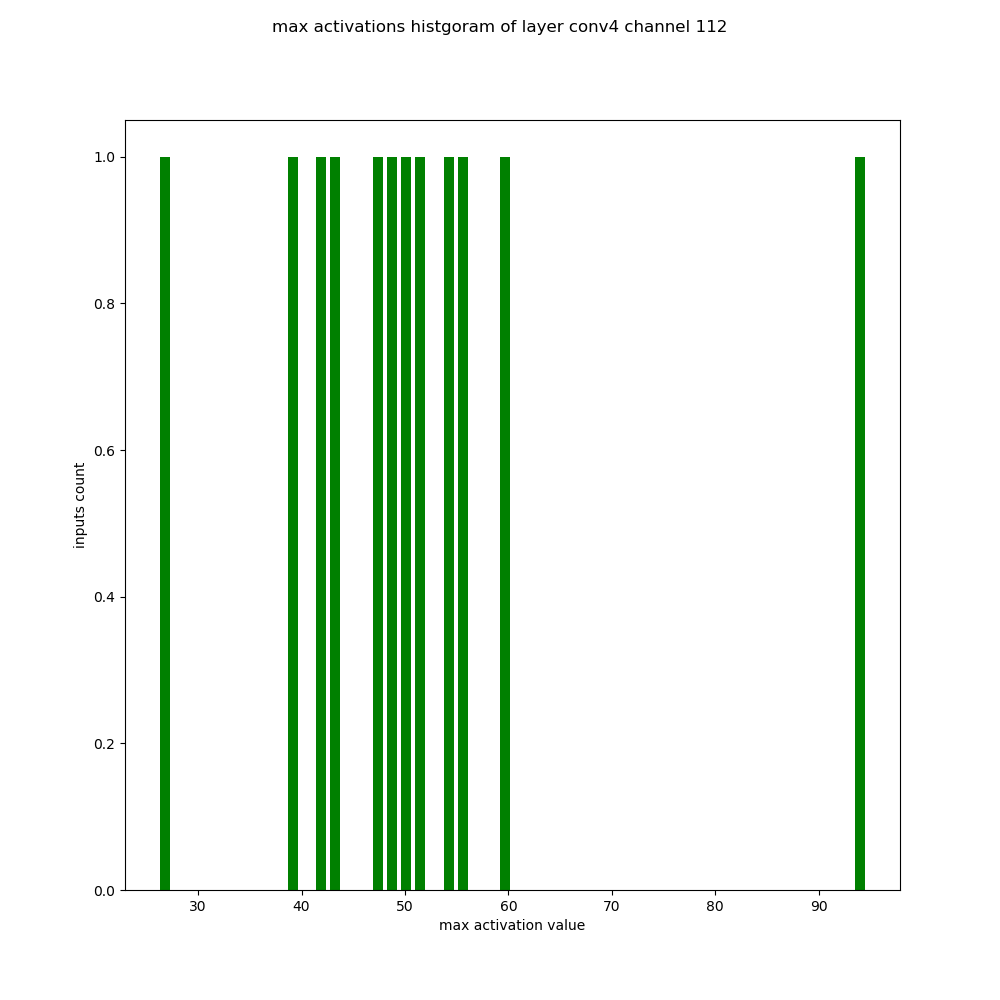 max activations histgoram of layer conv4 channel 112
1.0
0.8
0.6
0.4
0.2
0.0
inputs count
30 40 50 60 70 80 90
max activation value